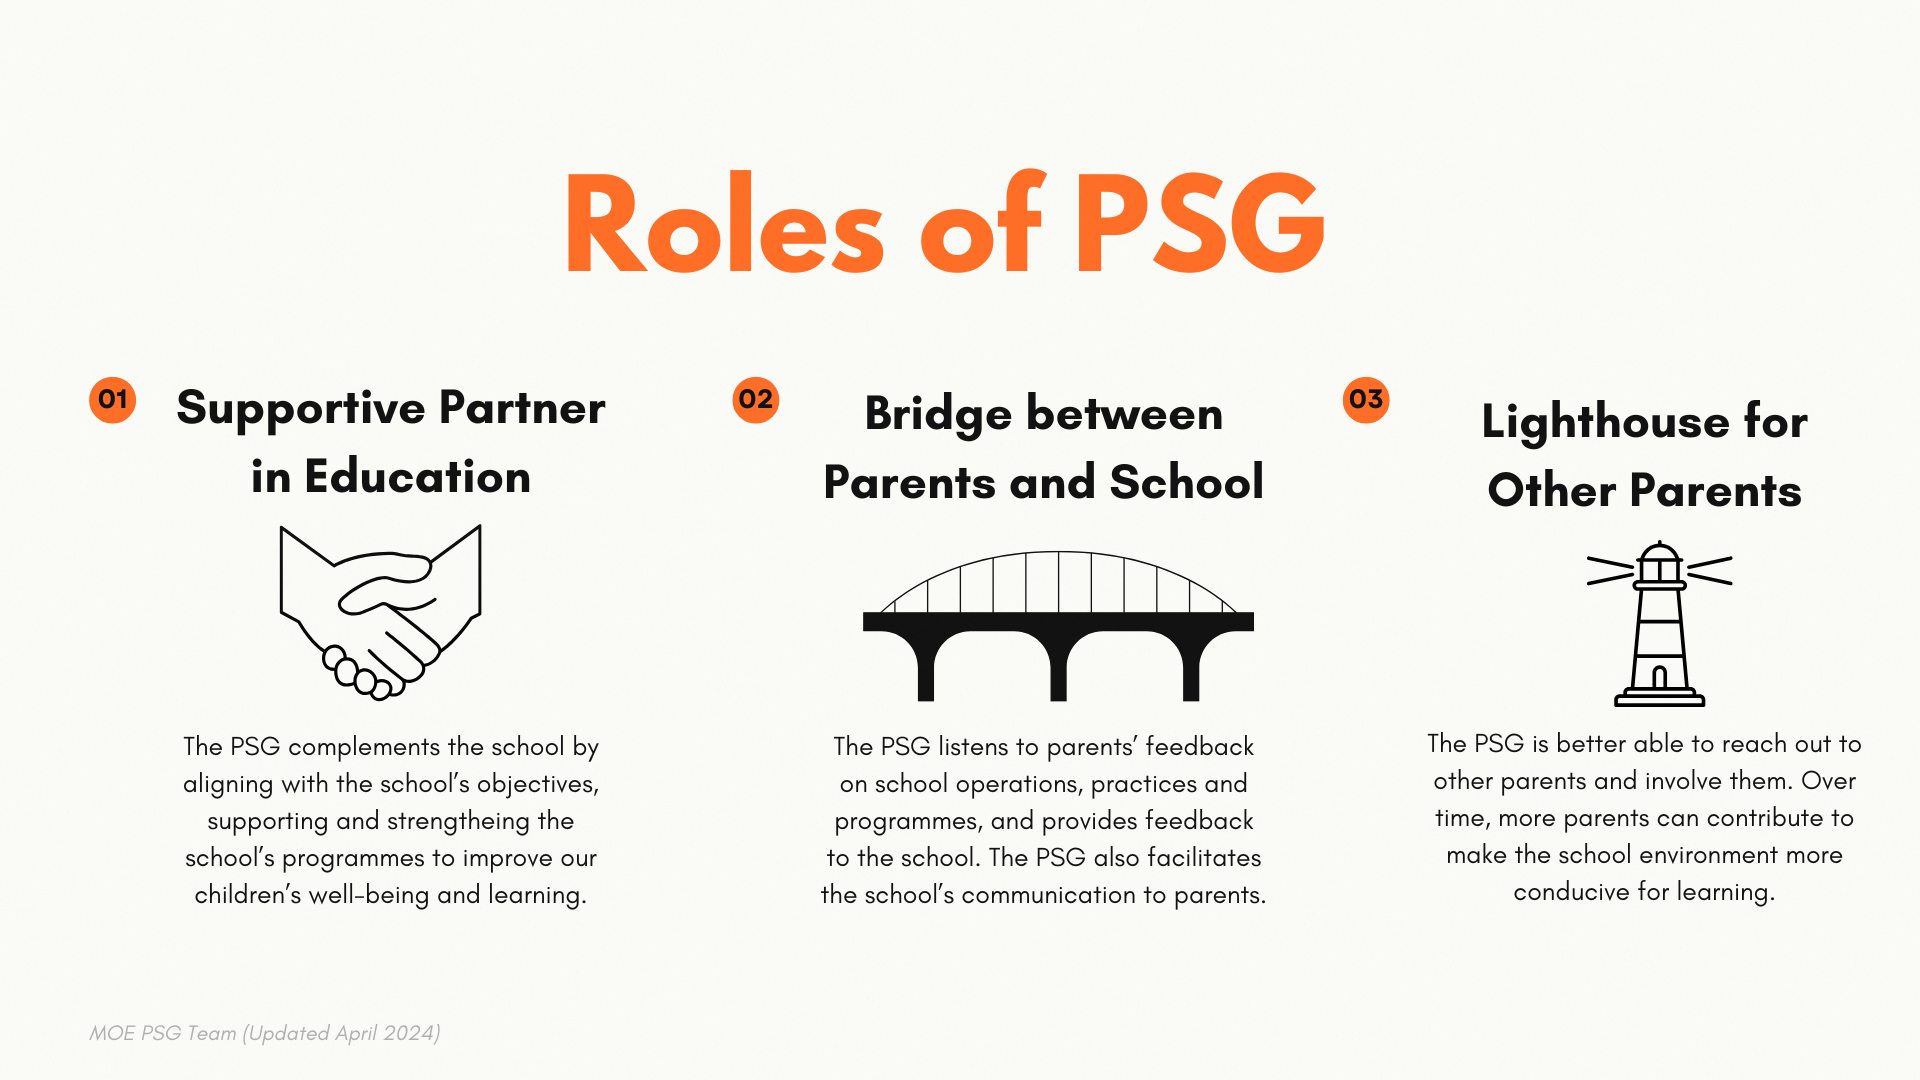 Roles of PSG
01
Supportive Partner
in Education
The PSG complements the school by
aligning with the school’s objectives,
supporting and strengtheing the
school’s programmes to improve our
children’s well-being and learning.
02
Bridge between
Parents and School
The PSG listens to parents’ feedback
on school operations, practices and
programmes, and provides feedback
to the school. The PSG also facilitates
the school’s communication to parents.
03
Lighthouse for
Other Parents
The PSG is better able to reach out to
other parents and involve them. Over
time, more parents can contribute to
make the school environment more
conducive for learning.
MOE PSG Team (Updated April 2024)